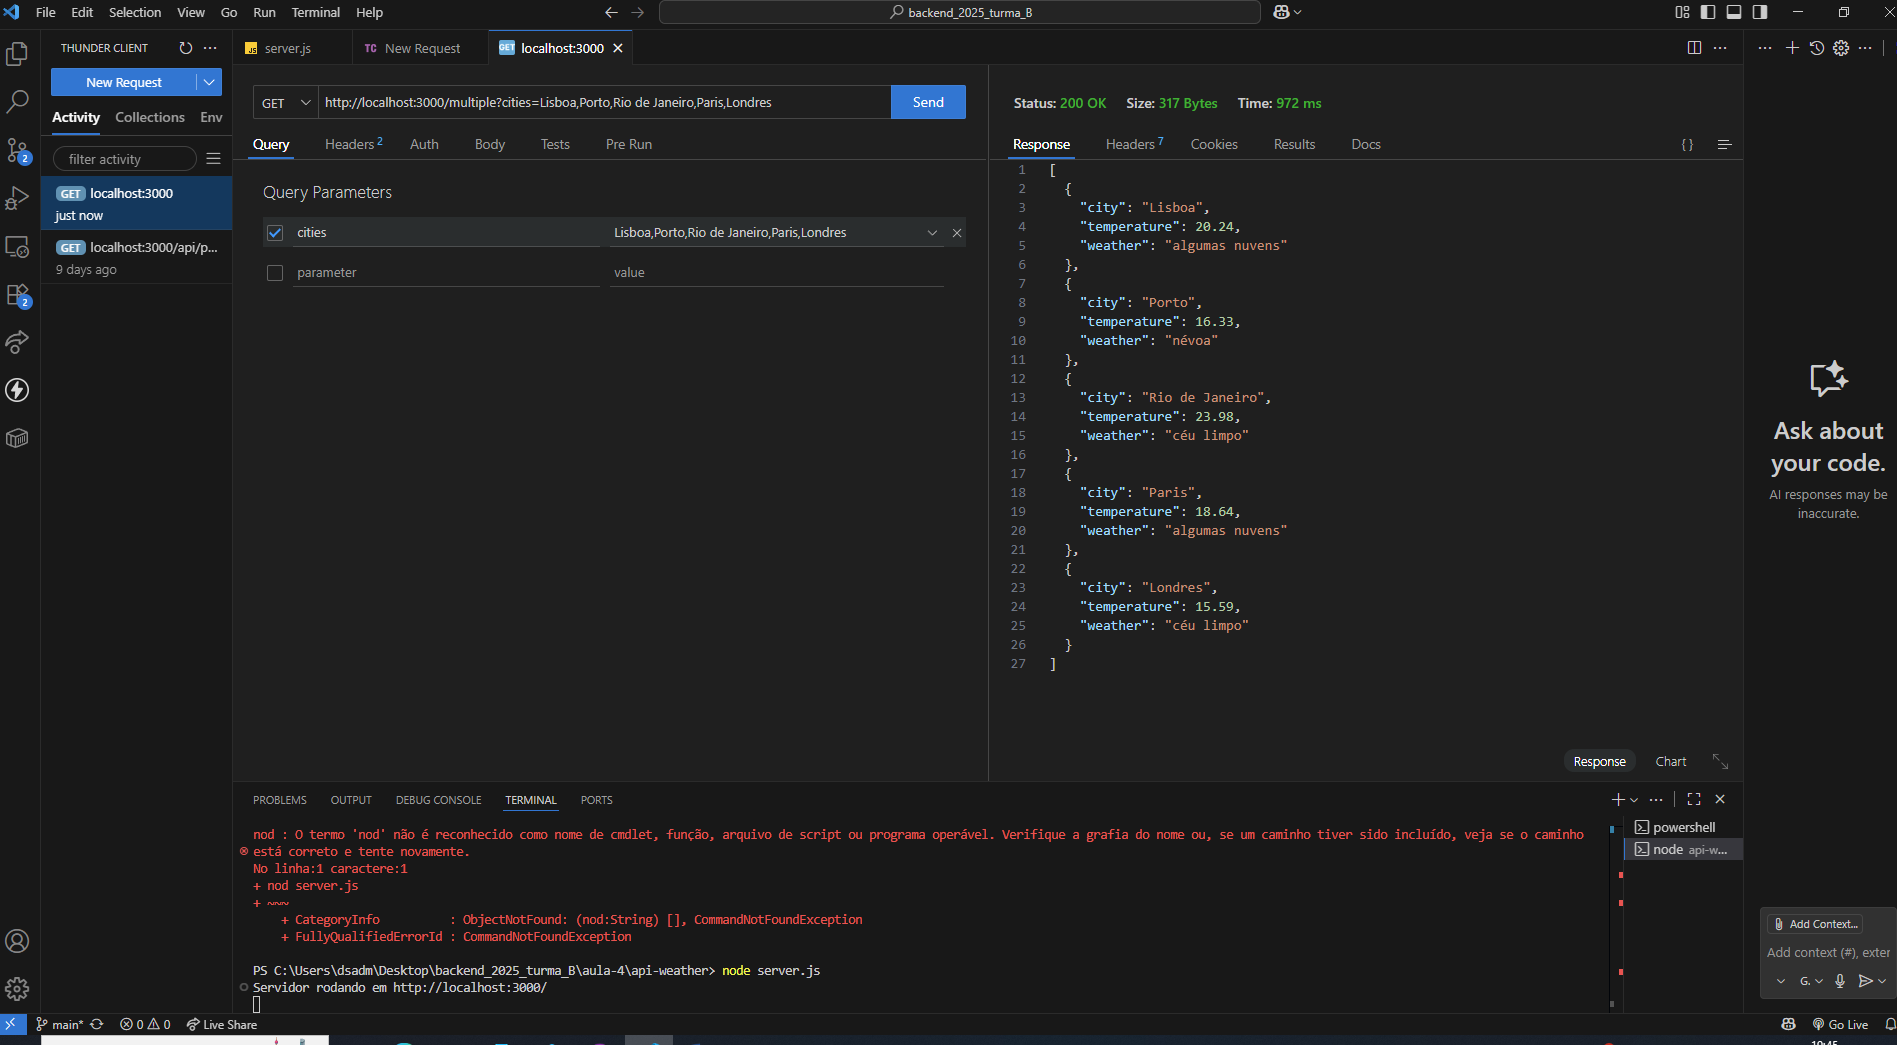 File Edit Selection View Go Run Terminal Help
backend_2025_turma_B
THUNDER CLIENT
New Request
Activity Collections Env
filter activity
GET localhost:3000
just now
GET localhost:3000/api/p...
9 days ago
JS server.js
TC New Request
GET localhost:3000
GET http://localhost:3000/multiple?cities=Lisboa,Porto,Rio de Janeiro,Paris,Londres Send
Query Headers 2 Auth Body Tests Pre Run
Query Parameters
cities Lisboa,Porto,Rio de Janeiro,Paris,Londres
parameter value
Status: 200 OK Size: 317 Bytes Time: 972 ms
Response Headers 7 Cookies Results Docs
{ }
1 [
2 {
3 "city": "Lisboa",
4 "temperature": 20.24,
5 "weather": "algumas nuvens"
6 },
7 {
8 "city": "Porto",
9 "temperature": 16.33,
10 "weather": "névoa"
11 },
12 {
13 "city": "Rio de Janeiro",
14 "temperature": 23.98,
15 "weather": "céu limpo"
16 },
17 {
18 "city": "Paris",
19 "temperature": 18.64,
20 "weather": "algumas nuvens"
21 },
22 {
23 "city": "Londres",
24 "temperature": 15.59,
25 "weather": "céu limpo"
26 }
27 ]
Response Chart
Ask about
your code.
AI responses may be
inaccurate.
Add Context...
Add context (#), exter
G.
PROBLEMS OUTPUT DEBUG CONSOLE TERMINAL PORTS
nod : O termo 'nod' não é reconhecido como nome de cmdlet, função, arquivo de script ou programa operável. Verifique a grafia do nome ou, se um caminho tiver sido incluído, veja se o caminho
está correto e tente novamente.
No linha:1 caractere:1
+ nod server.js
+ ~~~
+ CategoryInfo : ObjectNotFound: (nod:String) [], CommandNotFoundException
+ FullyQualifiedErrorId : CommandNotFoundException
PS C:\Users\dsadm\Desktop\backend_2025_turma_B\aula-4\api-weather> node server.js
Servidor rodando em http://localhost:3000/
powershell
node api-w...
2
2
main* 0 0 Live Share
Go Live